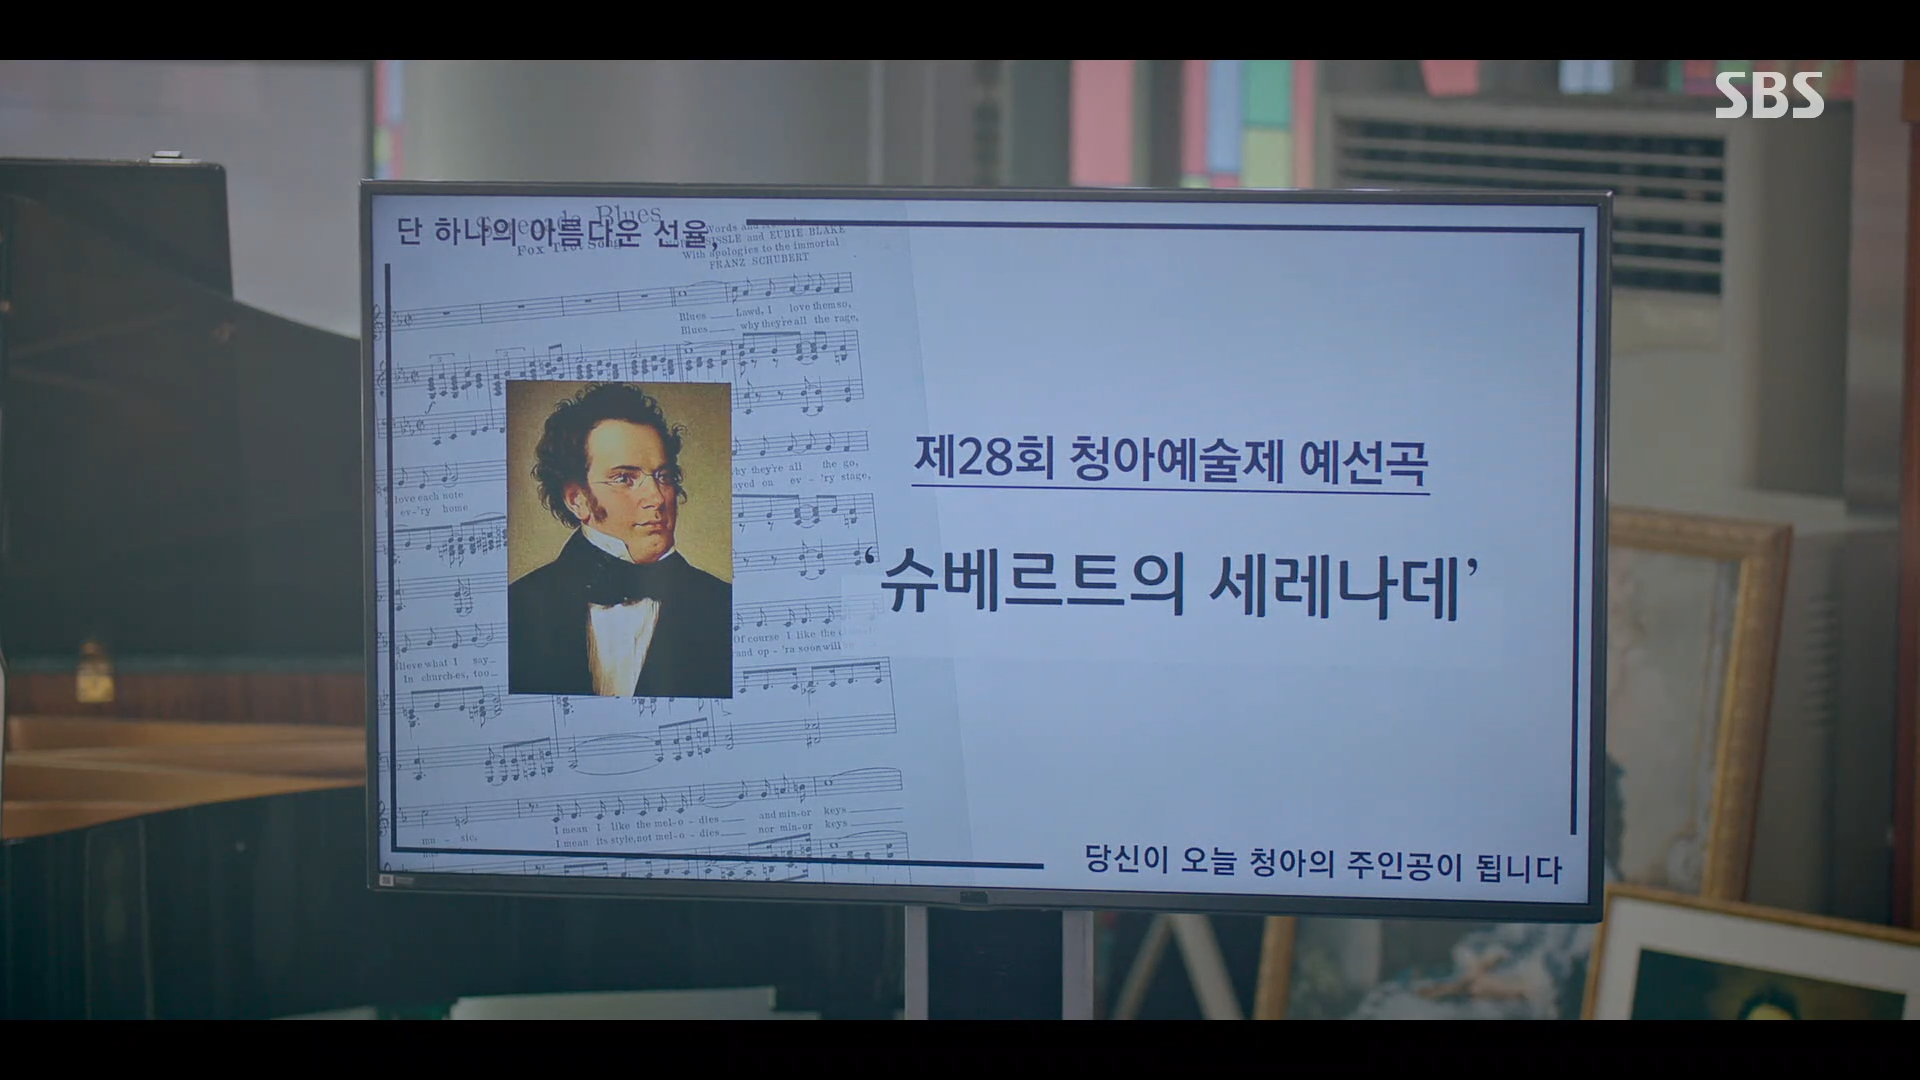 SBS
단 하나의 아름다운 선율,
Blues
Fox Trot Song
SISSLE and EUBIE BLAKE
With apologies to the immortal
FRANZ SCHUBERT
Blues Lawd, I love them so,
Blues why they're all the rage,
제28회 청아예술제 예선곡
by they're all the go,
ayed on ev - 'ry stage,
love each note
ev-'ry home
‘슈베르트의 세레나데’
Of course I like the
and op - 'ra soon will
lieve what I say
In church-es, too
I mean I like the mel-o-dies and min-or keys
I mean its style, not mel-o-dies nor min-or keys
mu - sic,
당신이 오늘 청아의 주인공이 됩니다